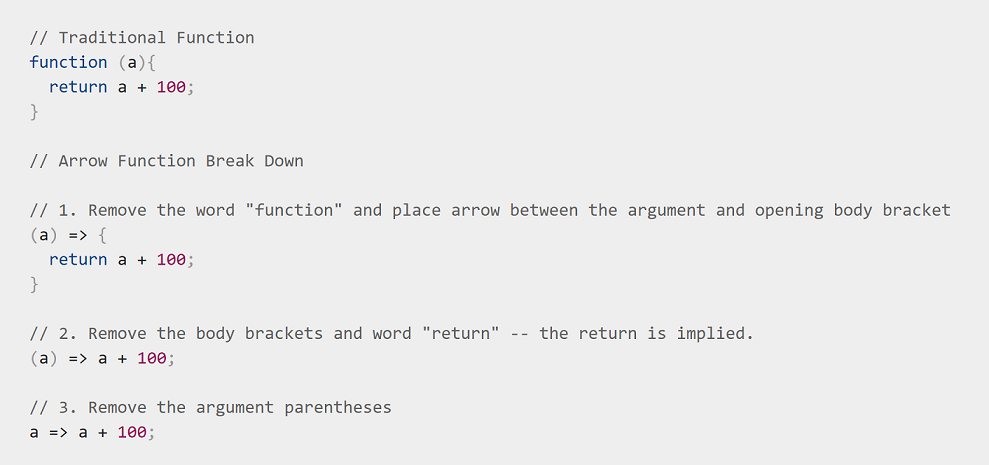 // Traditional Function
function (a){
  return a + 100;
}
// Arrow Function Break Down
// 1. Remove the word "function" and place arrow between the argument and opening body bracket
(a) => {
  return a + 100;
}
// 2. Remove the body brackets and word "return" -- the return is implied.
(a) => a + 100;
// 3. Remove the argument parentheses
a => a + 100;